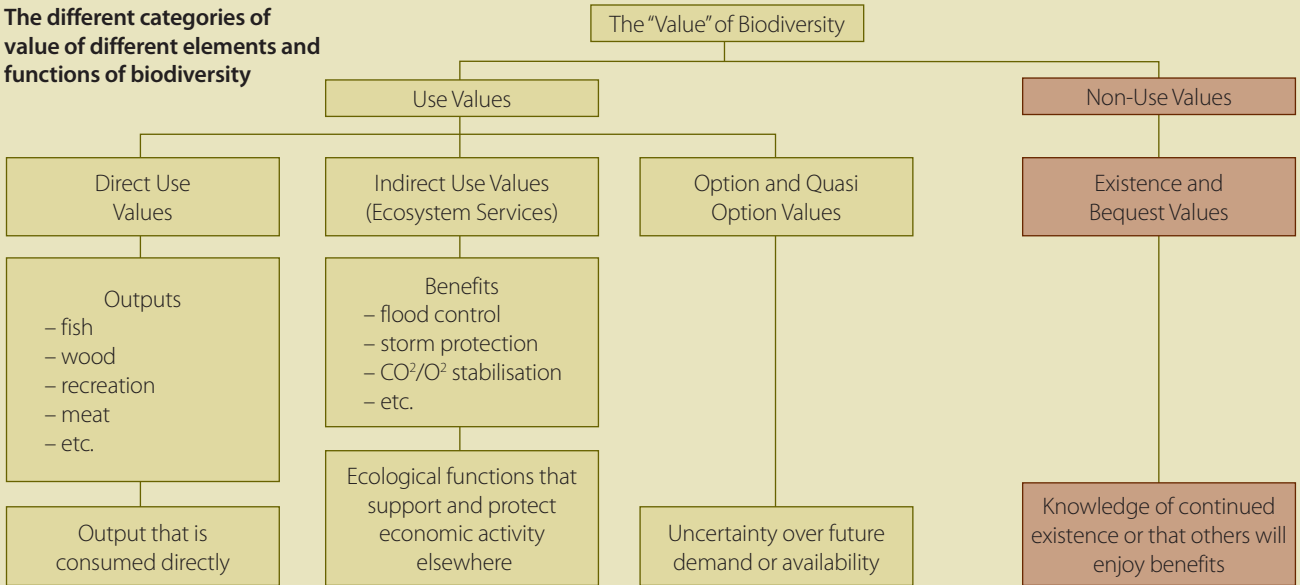 The different categories of
value of different elements and
functions of biodiversity
The “Value” of Biodiversity
Use Values
Non-Use Values
Direct Use
Values
Indirect Use Values
(Ecosystem Services)
Option and Quasi
Option Values
Existence and
Bequest Values
Outputs
– fish
– wood
– recreation
– meat
– etc.
Benefits
– flood control
– storm protection
– CO²/O² stabilisation
– etc.
Output that is
consumed directly
Ecological functions that
support and protect
economic activity
elsewhere
Uncertainty over future
demand or availability
Knowledge of continued
existence or that others will
enjoy benefits